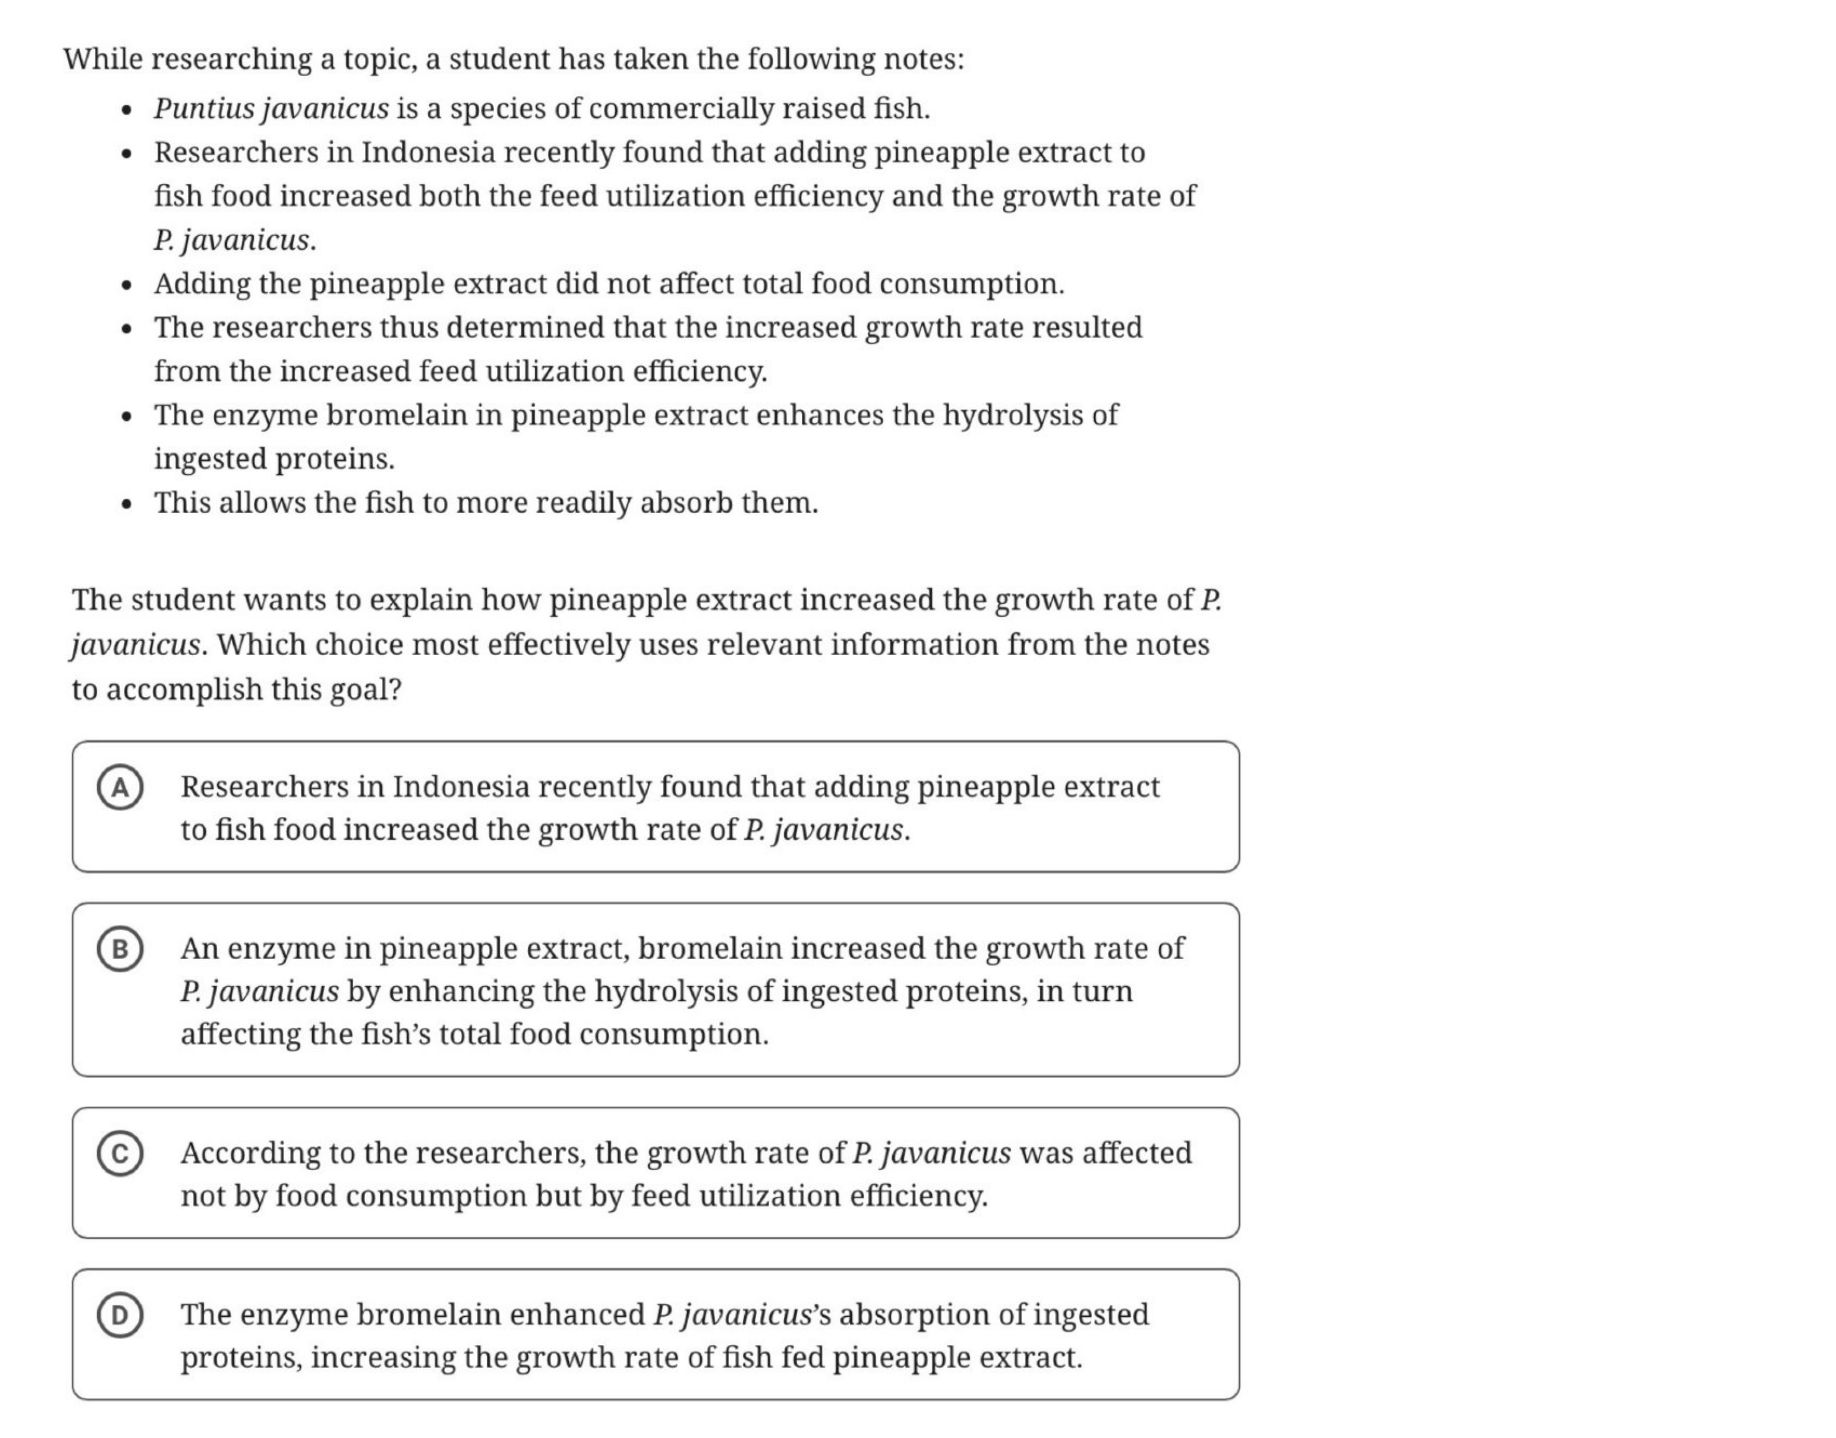 While researching a topic, a student has taken the following notes:
• Puntius javanicus is a species of commercially raised fish.
• Researchers in Indonesia recently found that adding pineapple extract to
fish food increased both the feed utilization efficiency and the growth rate of
P. javanicus.
• Adding the pineapple extract did not affect total food consumption.
• The researchers thus determined that the increased growth rate resulted
from the increased feed utilization efficiency.
• The enzyme bromelain in pineapple extract enhances the hydrolysis of
ingested proteins.
• This allows the fish to more readily absorb them.
The student wants to explain how pineapple extract increased the growth rate of P.
javanicus. Which choice most effectively uses relevant information from the notes
to accomplish this goal?
A Researchers in Indonesia recently found that adding pineapple extract
to fish food increased the growth rate of P. javanicus.
B An enzyme in pineapple extract, bromelain increased the growth rate of
P. javanicus by enhancing the hydrolysis of ingested proteins, in turn
affecting the fish’s total food consumption.
C According to the researchers, the growth rate of P. javanicus was affected
not by food consumption but by feed utilization efficiency.
D The enzyme bromelain enhanced P. javanicus’s absorption of ingested
proteins, increasing the growth rate of fish fed pineapple extract.